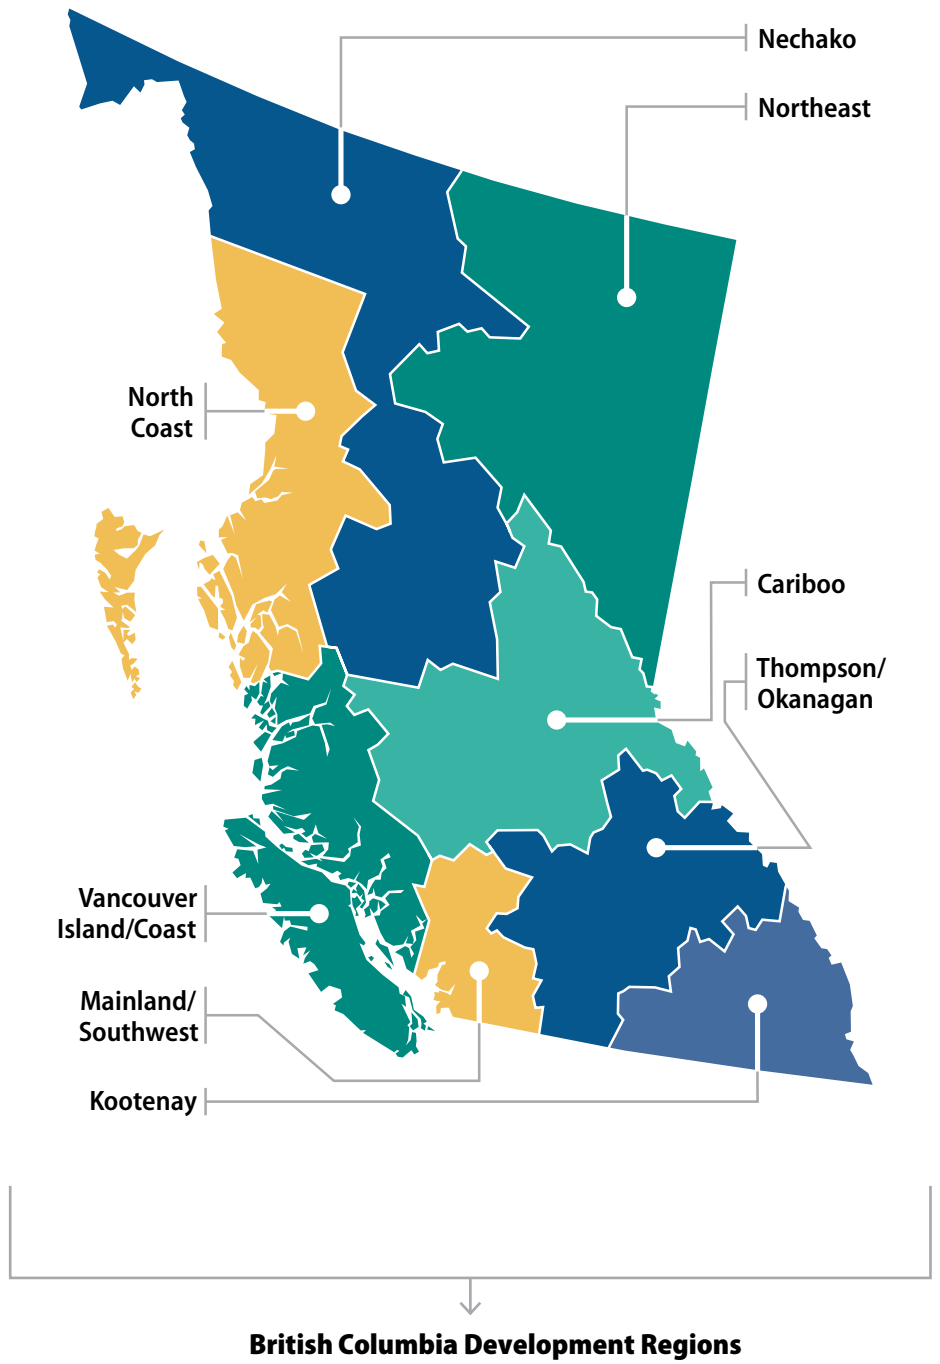 Nechako
Northeast
North
Coast
Cariboo
Thompson/
Okanagan
Vancouver
Island/Coast
Mainland/
Southwest
Kootenay
British Columbia Development Regions